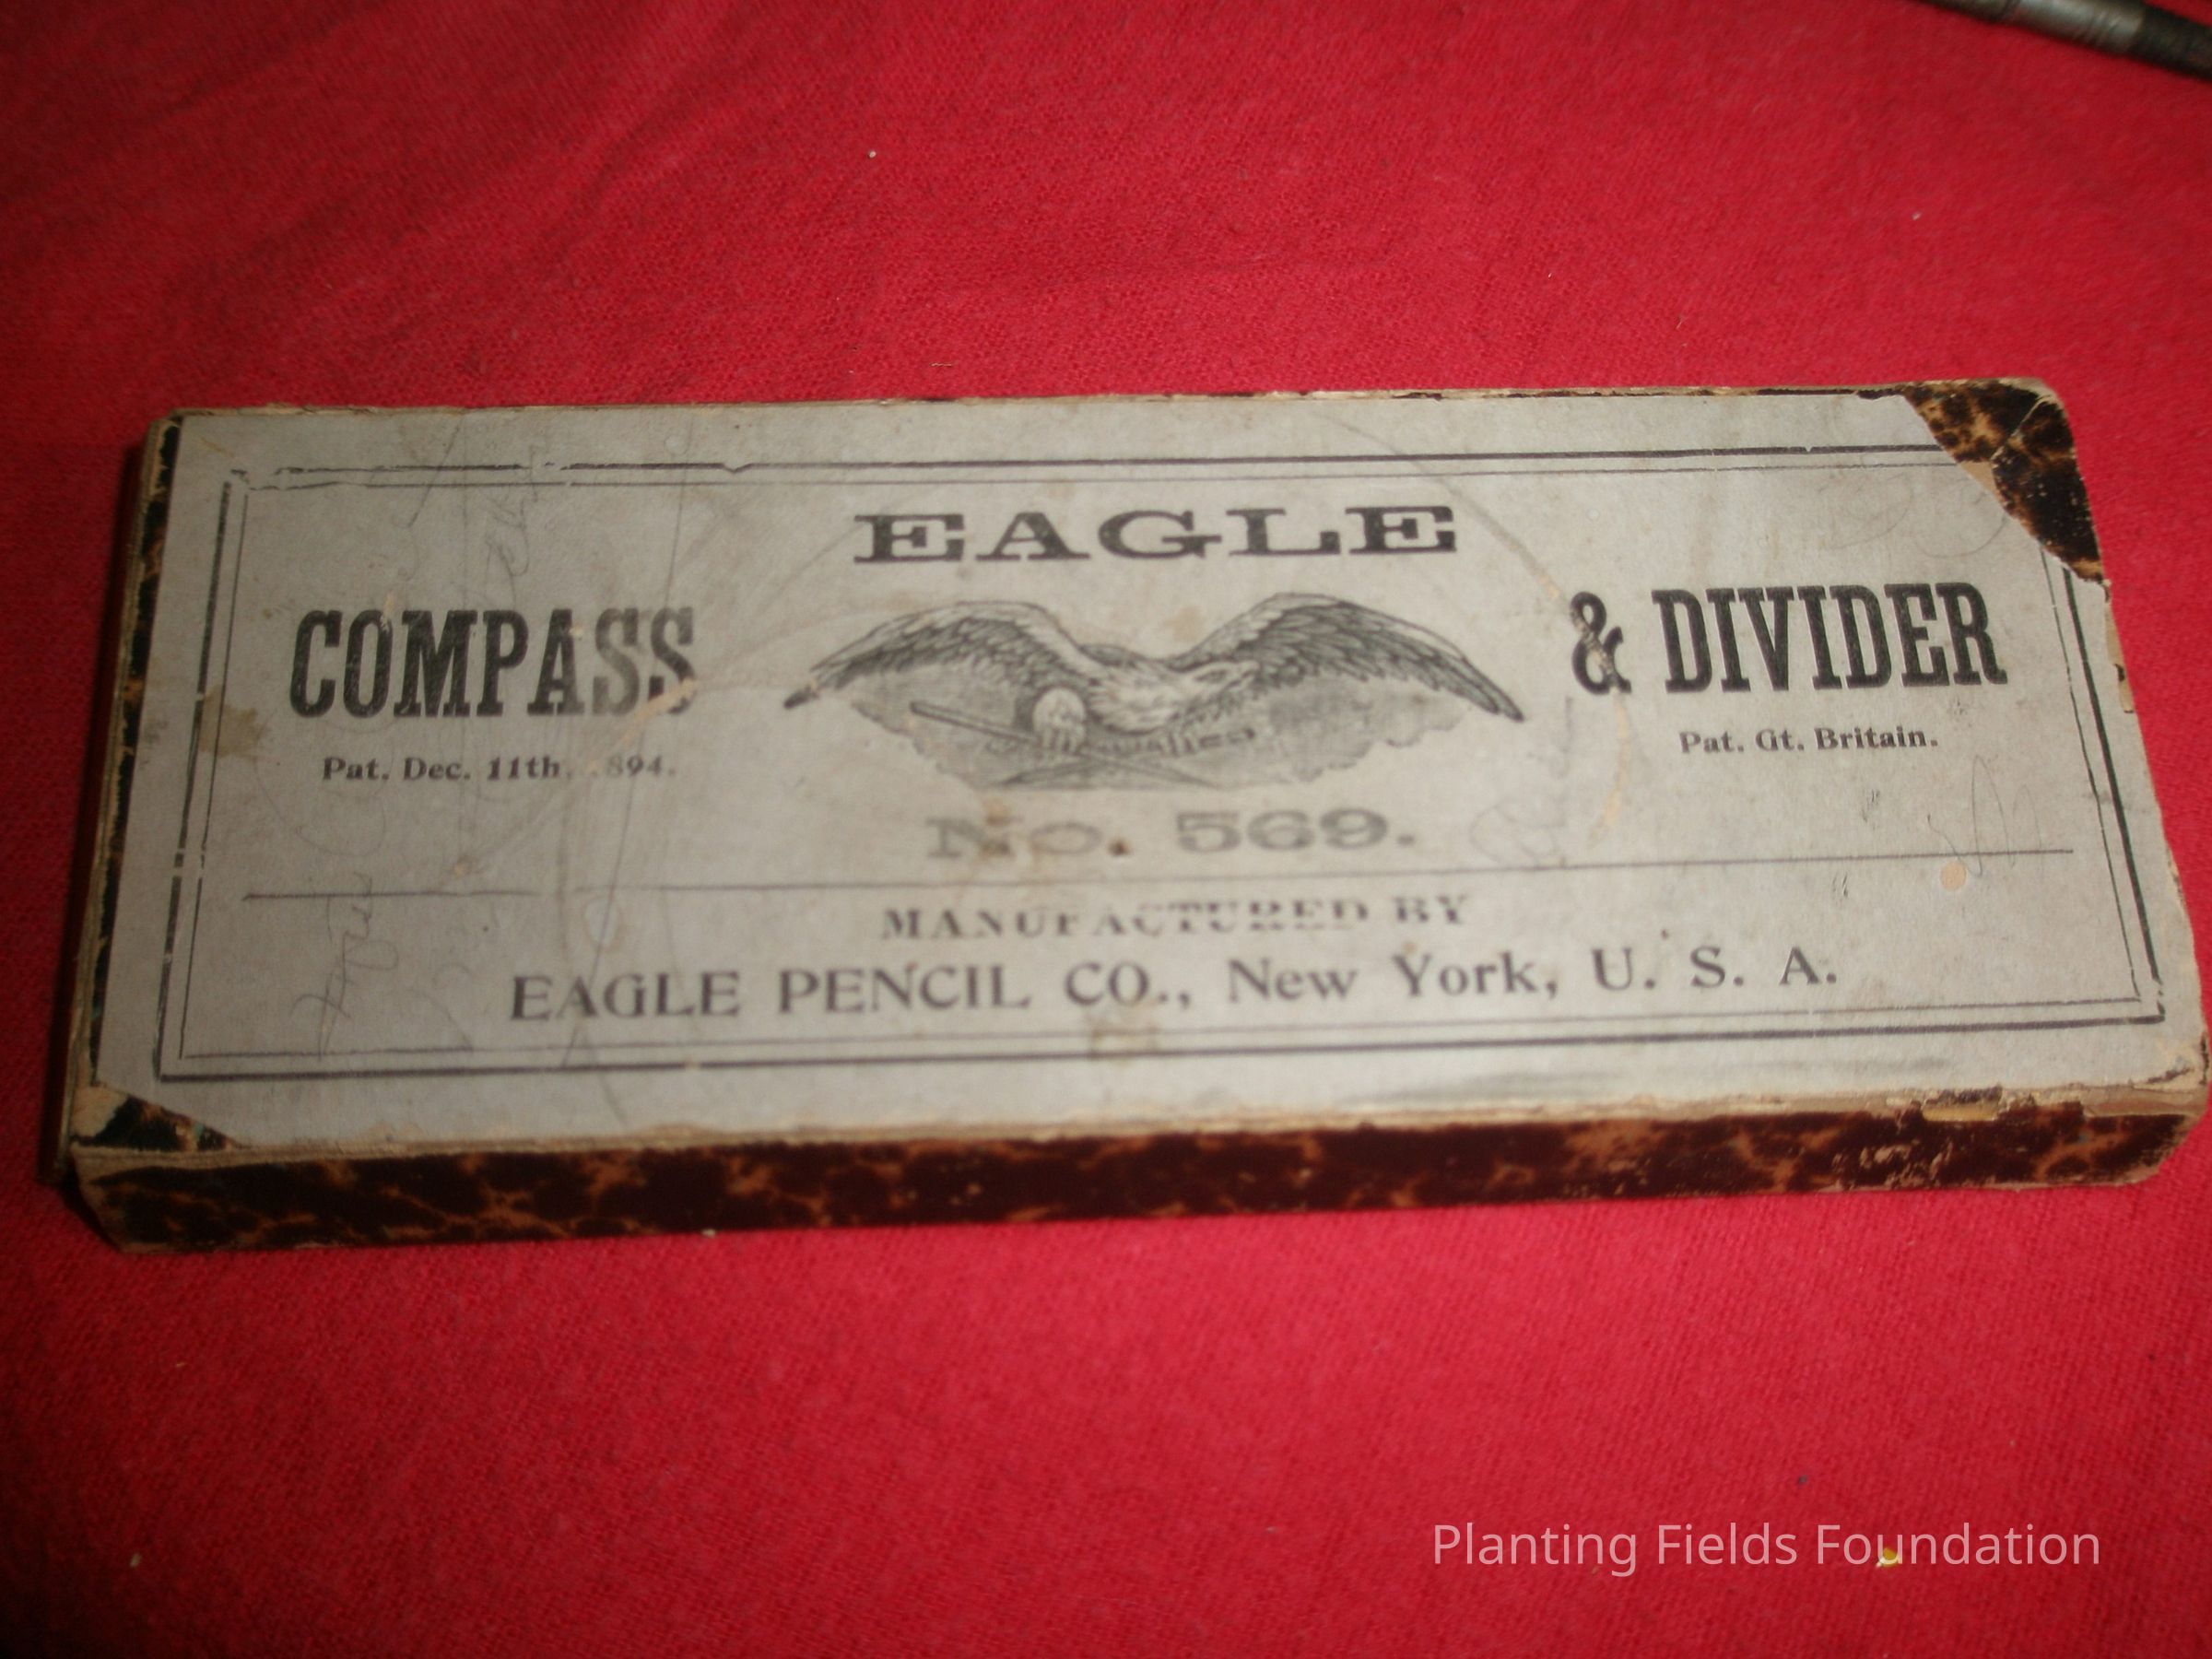 EAGLE
COMPASS
& DIVIDER
Pat. Dec. 11th, 1894.
Pat. Gt. Britain.
No. 569.
MANUFACTURED BY
EAGLE PENCIL CO., New York, U. S. A.
Planting Fields Foundation